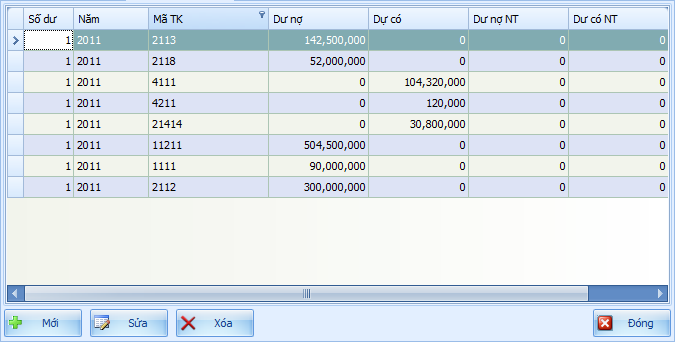 Số dư Năm Mã TK Dư nợ Dự có Dư nợ NT Dư có NT
1 2011 2113 142,500,000 0 0 0
1 2011 2118 52,000,000 0 0 0
1 2011 4111 0 104,320,000 0 0
1 2011 4211 0 120,000 0 0
1 2011 21414 0 30,800,000 0 0
1 2011 11211 504,500,000 0 0 0
1 2011 1111 90,000,000 0 0 0
1 2011 2112 300,000,000 0 0 0
Mới Sửa Xóa Đóng